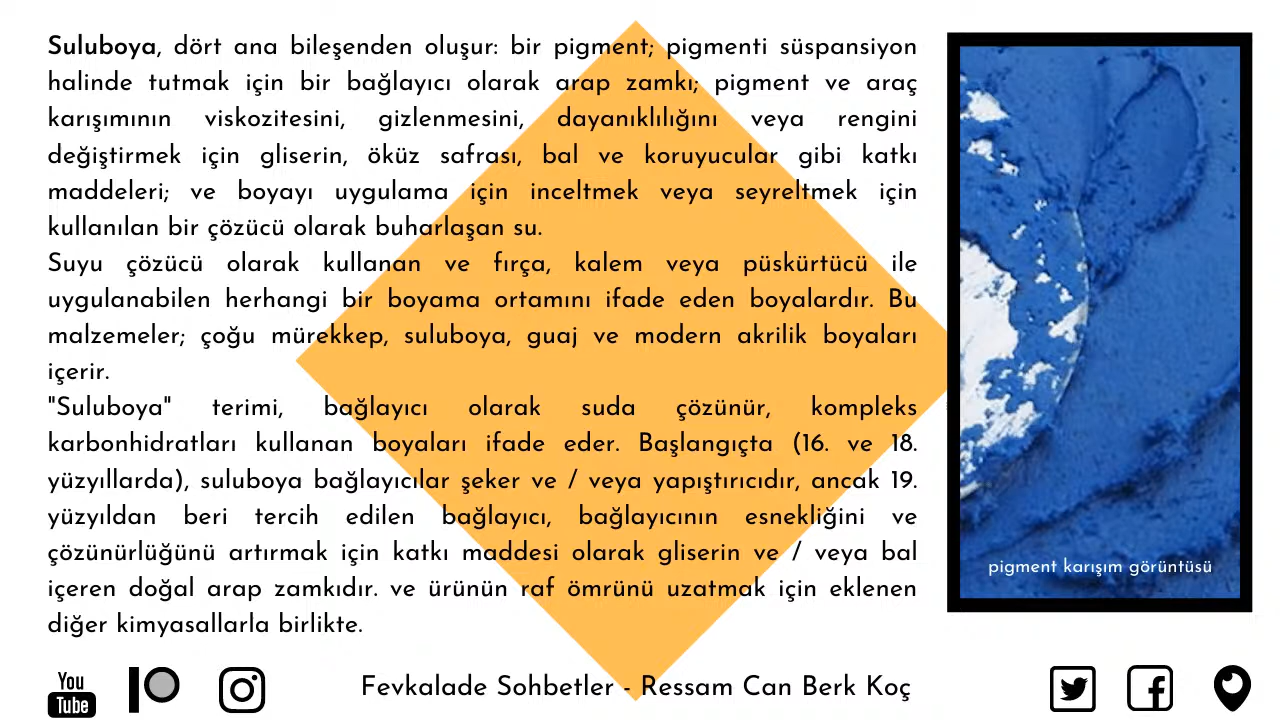 Suluboya, dört ana bileşenden oluşur: bir pigment; pigmenti süspansiyon
halinde tutmak için bir bağlayıcı olarak arap zamkı; pigment ve araç
karışımının viskozitesini, gizlenmesini, dayanıklılığını veya rengini
değiştirmek için gliserin, öküz safrası, bal ve koruyucular gibi katkı
maddeleri; ve boyayı uygulama için inceltmek veya seyreltmek için
kullanılan bir çözücü olarak buharlaşan su.
Suyu çözücü olarak kullanan ve fırça, kalem veya püskürtücü ile
uygulanabilen herhangi bir boyama ortamını ifade eden boyalardır. Bu
malzemeler; çoğu mürekkep, suluboya, guaj ve modern akrilik boyaları
içerir.
"Suluboya" terimi, bağlayıcı olarak suda çözünür, kompleks
karbonhidratları kullanan boyaları ifade eder. Başlangıçta (16. ve 18.
yüzyıllarda), suluboya bağlayıcılar şeker ve / veya yapıştırıcıdır, ancak 19.
yüzyıldan beri tercih edilen bağlayıcı, bağlayıcının esnekliğini ve
çözünürlüğünü artırmak için katkı maddesi olarak gliserin ve / veya bal
içeren doğal arap zamkıdır. ve ürünün raf ömrünü uzatmak için eklenen
diğer kimyasallarla birlikte.
pigment karışım görüntüsü
You
Tube
Fevkalade Sohbetler - Ressam Can Berk Koç